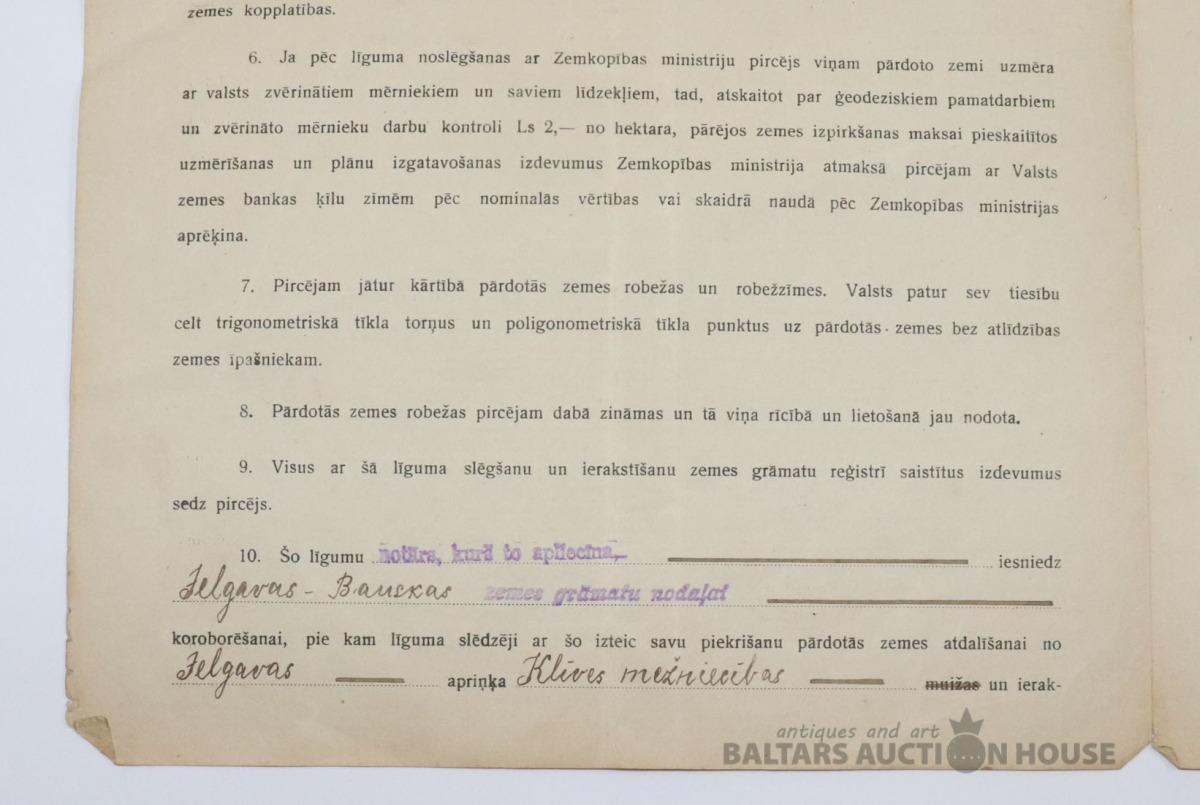 zemes kopplatības.
6. Ja pēc līguma noslēgšanas ar Zemkopības ministriju pircējs viņam pārdoto zemi uzmēra
ar valsts zvērinātiem mērniekiem un saviem līdzekļiem, tad, atskaitot par ģeodeziskiem pamatdarbiem
un zvērināto mērnieku darbu kontroli Ls 2,— no hektara, pārējos zemes izpirkšanas maksai pieskaitītos
uzmērīšanas un plānu izgatavošanas izdevumus Zemkopības ministrija atmaksā pircējam ar Valsts
zemes bankas ķīlu zīmēm pēc nominalās vērtības vai skaidrā naudā pēc Zemkopības ministrijas
aprēķina.
7. Pircējam jātur kārtībā pārdotās zemes robežas un robežzīmes. Valsts patur sev tiesību
celt trigonometriskā tīkla torņus un poligonometriskā tīkla punktus uz pārdotās zemes bez atlīdzības
zemes īpašniekam.
8. Pārdotās zemes robežas pircējam dabā zināmas un tā viņa rīcībā un lietošanā jau nodota.
9. Visus ar šā līguma slēgšanu un ierakstīšanu zemes grāmatu reģistrī saistītus izdevumus
sedz pircējs.
10. Šo līgumu notārs, kurš to apliecina, iesniedz
Jelgavas - Bauskas zemes grāmatu nodaļai
koroborēšanai, pie kam līguma slēdzēji ar šo izteic savu piekrišanu pārdotās zemes atdalīšanai no
Jelgavas apriņķa Klīves mežniecības muižas un ierak-
antiques and art
BALTARS AUCTION HOUSE